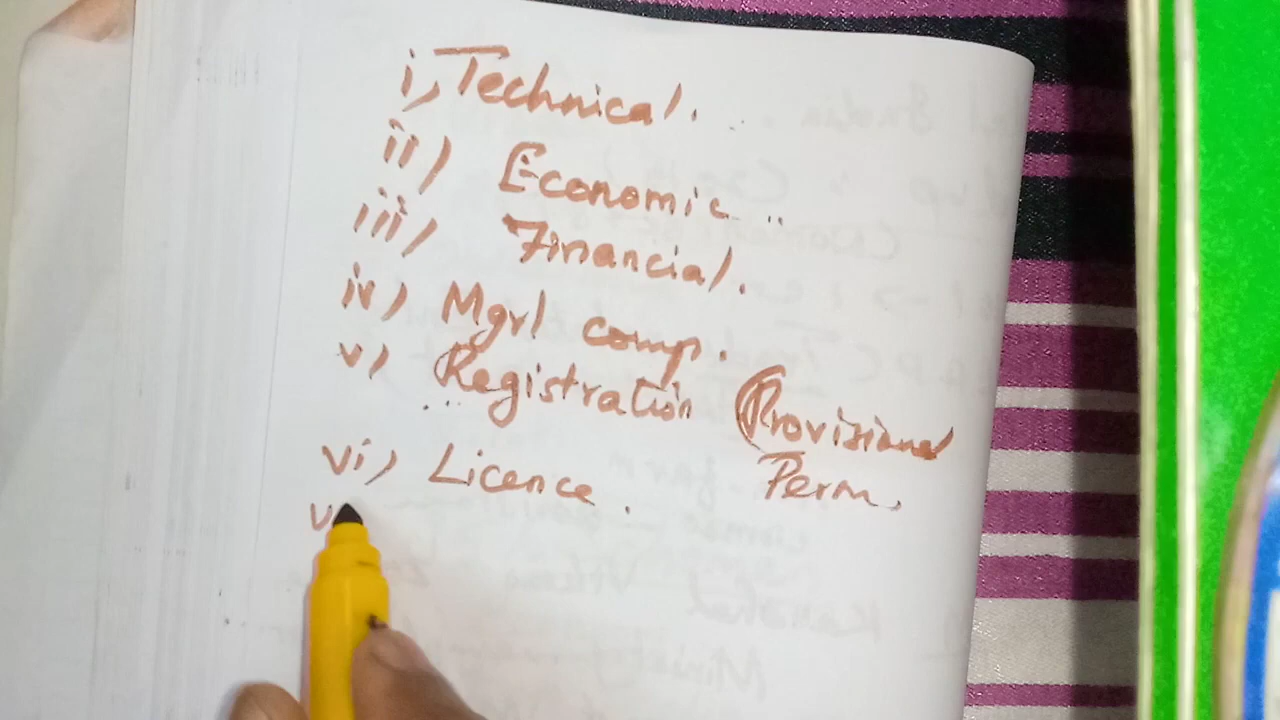 i) Technical.
ii) Economic ..
iii) Financial.
iv) Mgrl comp.
v) Registration (Provisional
Perm.
vi) Licence.
v